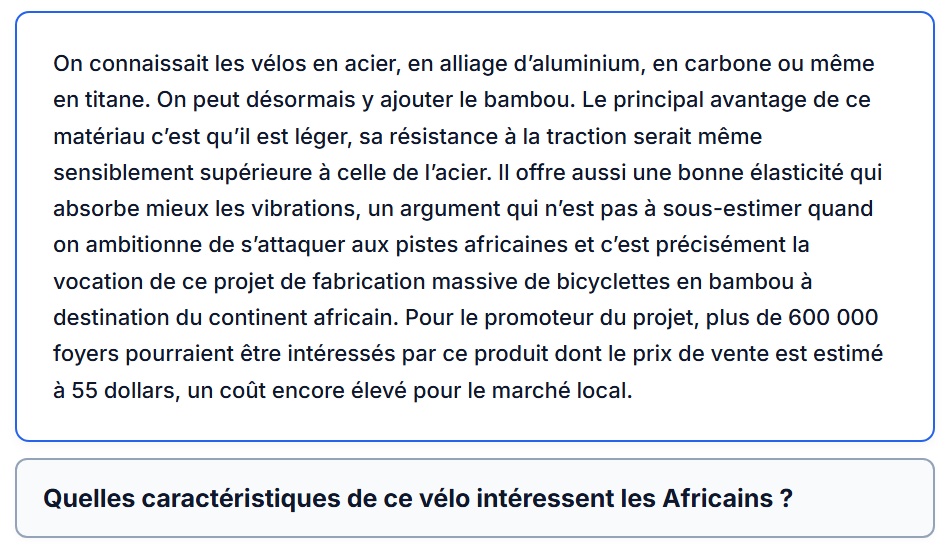 On connaissait les vélos en acier, en alliage d’aluminium, en carbone ou même
en titane. On peut désormais y ajouter le bambou. Le principal avantage de ce
matériau c’est qu’il est léger, sa résistance à la traction serait même
sensiblement supérieure à celle de l’acier. Il offre aussi une bonne élasticité qui
absorbe mieux les vibrations, un argument qui n’est pas à sous-estimer quand
on ambitionne de s’attaquer aux pistes africaines et c’est précisément la
vocation de ce projet de fabrication massive de bicyclettes en bambou à
destination du continent africain. Pour le promoteur du projet, plus de 600 000
foyers pourraient être intéressés par ce produit dont le prix de vente est estimé
à 55 dollars, un coût encore élevé pour le marché local.
Quelles caractéristiques de ce vélo intéressent les Africains ?